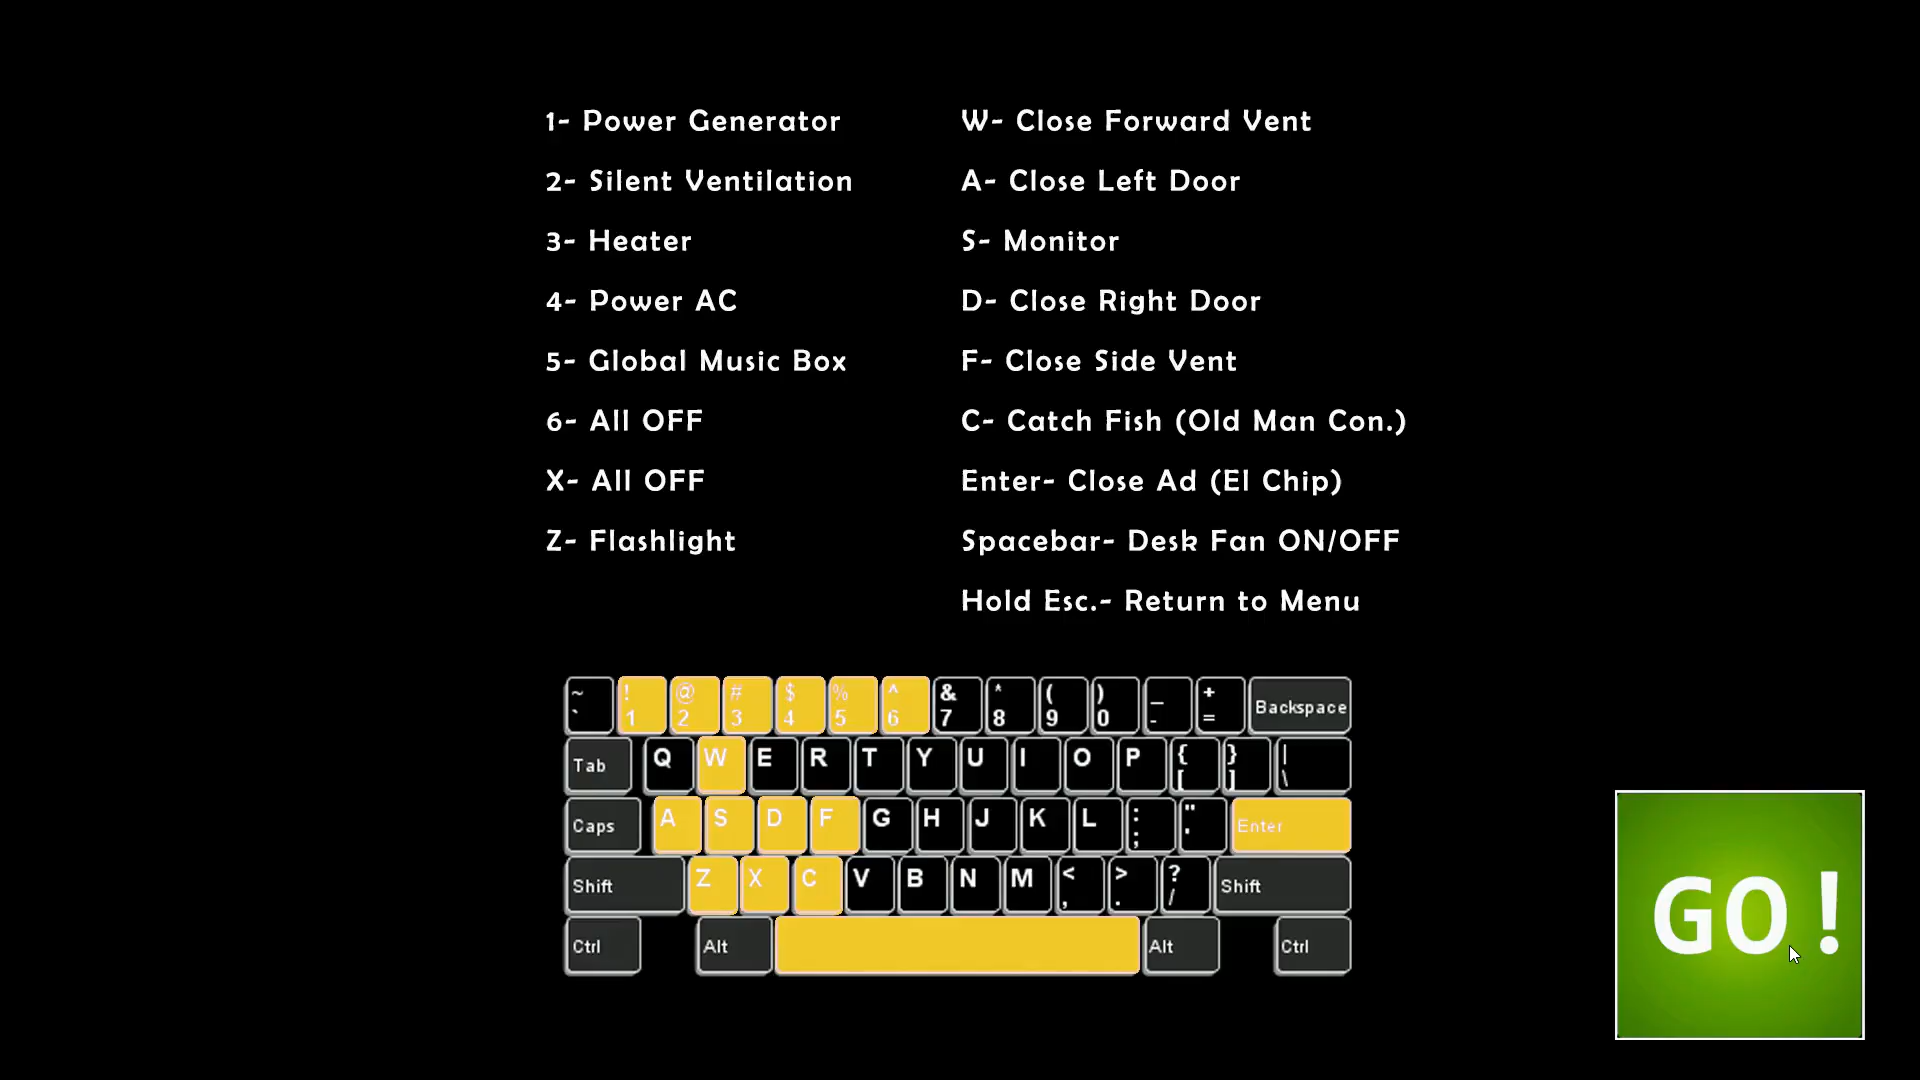 1- Power Generator
2- Silent Ventilation
3- Heater
4- Power AC
5- Global Music Box
6- All OFF
X- All OFF
Z- Flashlight
W- Close Forward Vent
A- Close Left Door
S- Monitor
D- Close Right Door
F- Close Side Vent
C- Catch Fish (Old Man Con.)
Enter- Close Ad (El Chip)
Spacebar- Desk Fan ON/OFF
Hold Esc.- Return to Menu
~ ! @ # $ % ^ & * ( ) _ + Backspace
` 1 2 3 4 5 6 7 8 9 0 - =
Tab Q W E R T Y U I O P { } |
[ ] \
Caps A S D F G H J K L : " Enter
; '
Shift Z X C V B N M < > ? Shift
, . /
Ctrl Alt Alt Ctrl
GO!